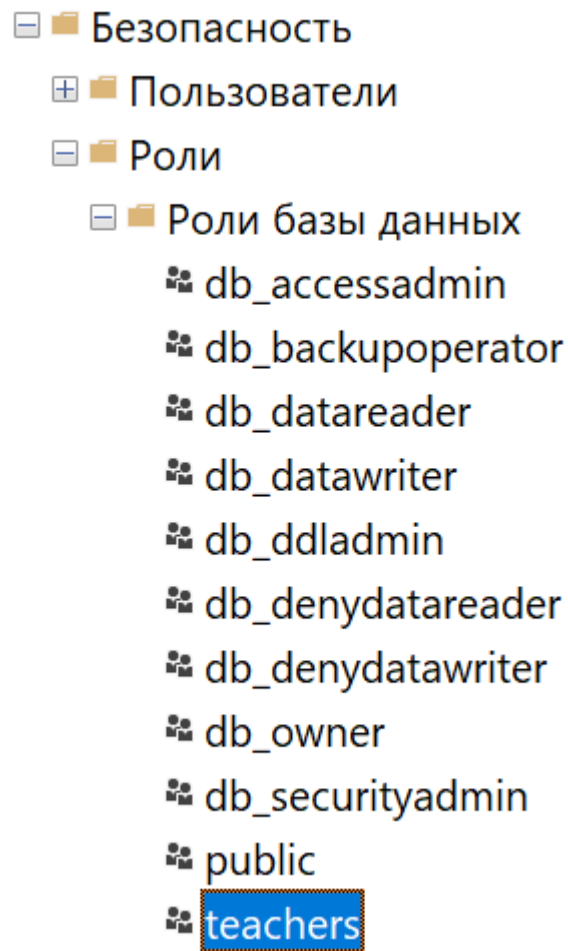 Безопасность
Пользователи
Роли
Роли базы данных
db_accessadmin
db_backupoperator
db_datareader
db_datawriter
db_ddladmin
db_denydatareader
db_denydatawriter
db_owner
db_securityadmin
public
teachers